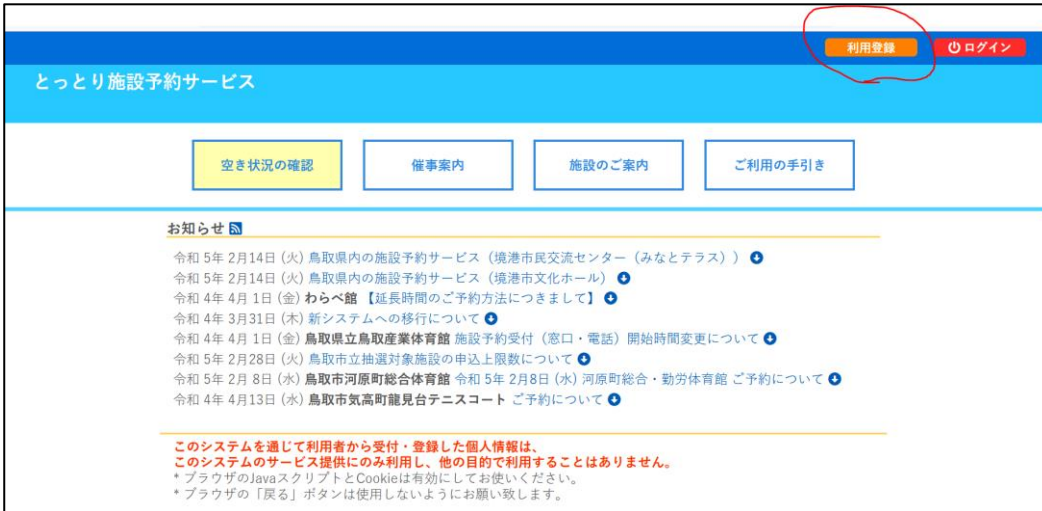 利用登録
ログイン
とっとり施設予約サービス
空き状況の確認
催事案内
施設のご案内
ご利用の手引き
お知らせ
令和 5年 2月14日 (火) 鳥取県内の施設予約サービス（境港市民交流センター（みなとテラス））
令和 5年 2月14日 (火) 鳥取県内の施設予約サービス（境港市文化ホール）
令和 4年 4月 1日 (金) わらべ館 【延長時間のご予約方法につきまして】
令和 4年 3月31日 (木) 新システムへの移行について
令和 4年 4月 1日 (金) 鳥取県立鳥取産業体育館 施設予約受付（窓口・電話）開始時間変更について
令和 5年 2月28日 (火) 鳥取市立抽選対象施設の申込上限数について
令和 5年 2月 8日 (水) 鳥取市河原町総合体育館 令和 5年 2月8日 (水) 河原町総合・勤労体育館 ご予約について
令和 4年 4月13日 (水) 鳥取市気高町龍見台テニスコート ご予約について
このシステムを通じて利用者から受付・登録した個人情報は、
このシステムのサービス提供にのみ利用し、他の目的で利用することはありません。
* ブラウザのJavaスクリプトとCookieは有効にしてお使いください。
* ブラウザの「戻る」ボタンは使用しないようにお願い致します。